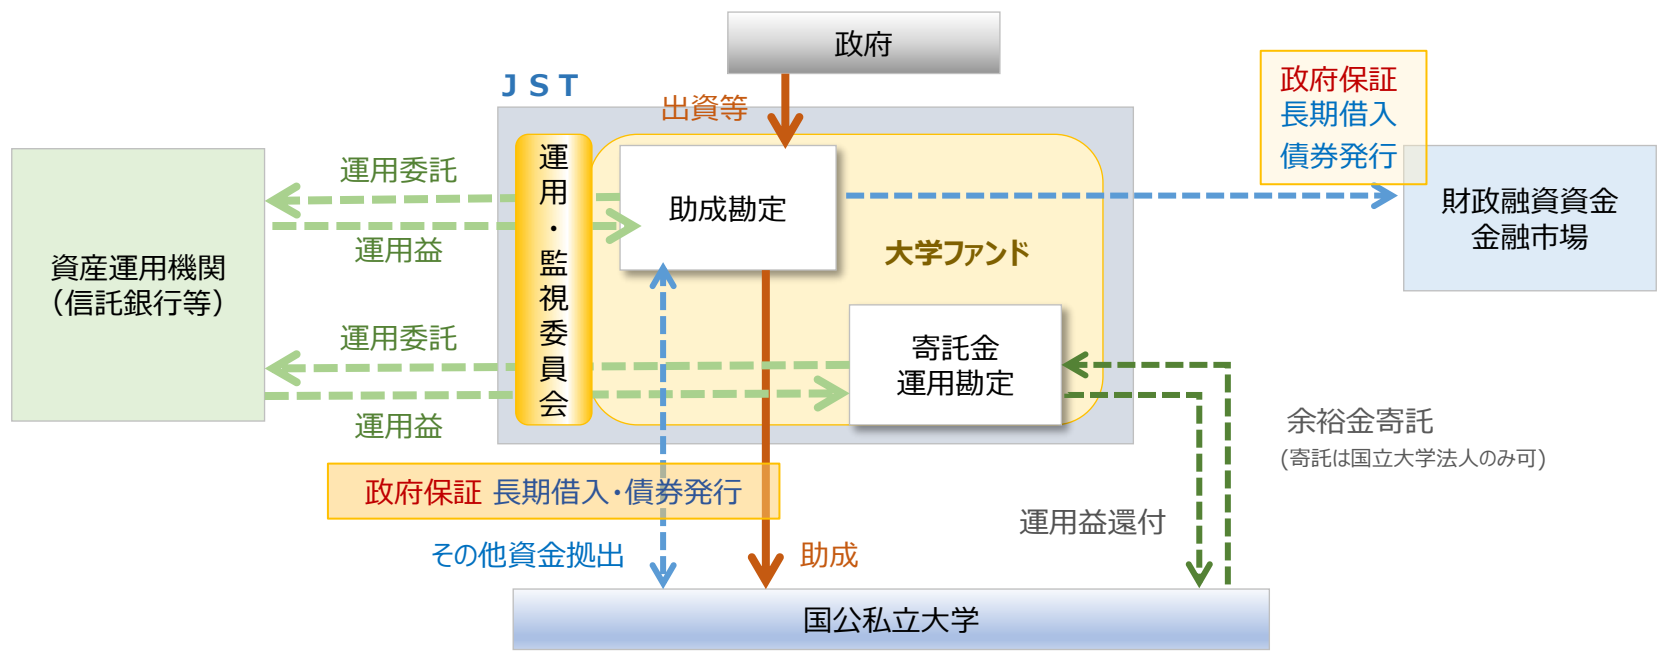 政府
JST
出資等
政府保証
長期借入
債券発行
運用・監視委員会
運用委託
助成勘定
財政融資資金
金融市場
運用益
大学ファンド
資産運用機関
（信託銀行等）
運用委託
寄託金
運用勘定
運用益
余裕金寄託
(寄託は国立大学法人のみ可)
政府保証 長期借入・債券発行
運用益還付
その他資金拠出
助成
国公私立大学